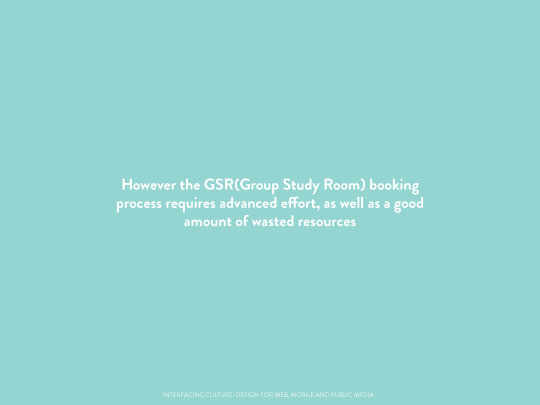 However the GSR(Group Study Room) booking
process requires advanced effort, as well as a good
amount of wasted resources
INTERFACING CULTURE, DESIGN FOR WEB, MOBILE AND PUBLIC MEDIA